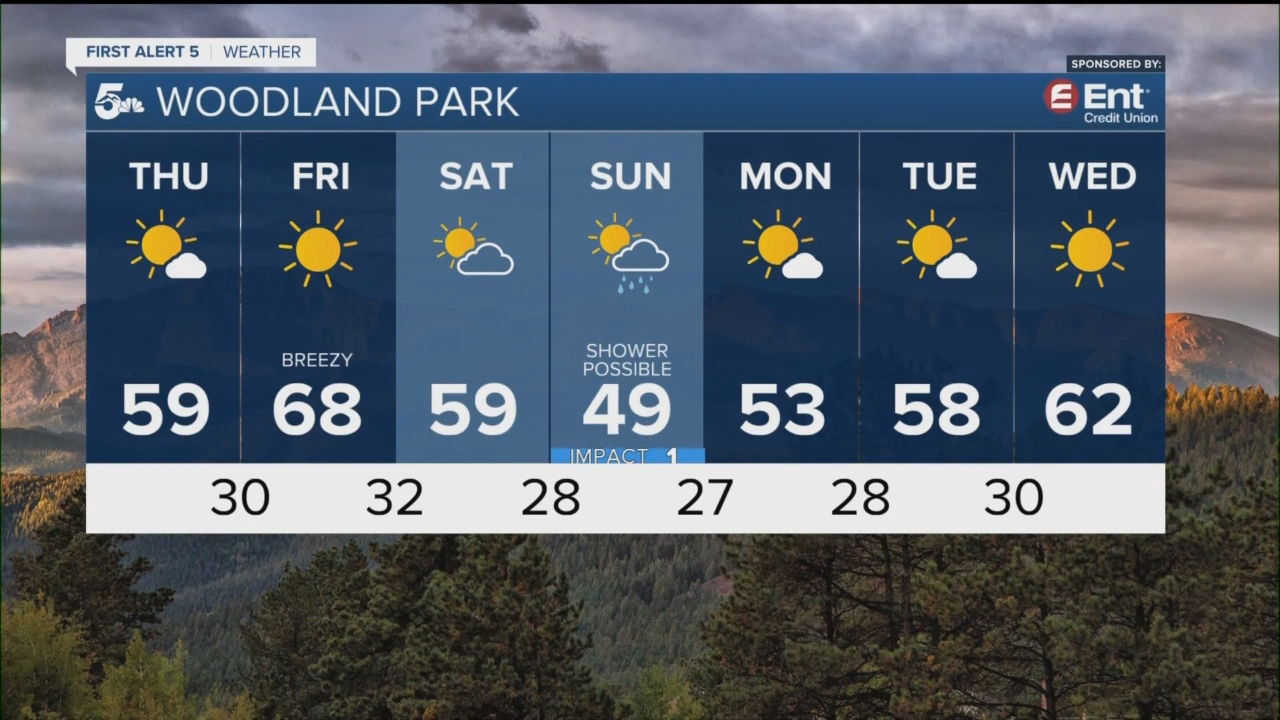 FIRST ALERT 5 | WEATHER
SPONSORED BY:
5 WOODLAND PARK
Ent
Credit Union
THU FRI SAT SUN MON TUE WED
BREEZY
SHOWER
POSSIBLE
59 68 59 49 53 58 62
IMPACT 1
30 32 28 27 28 30